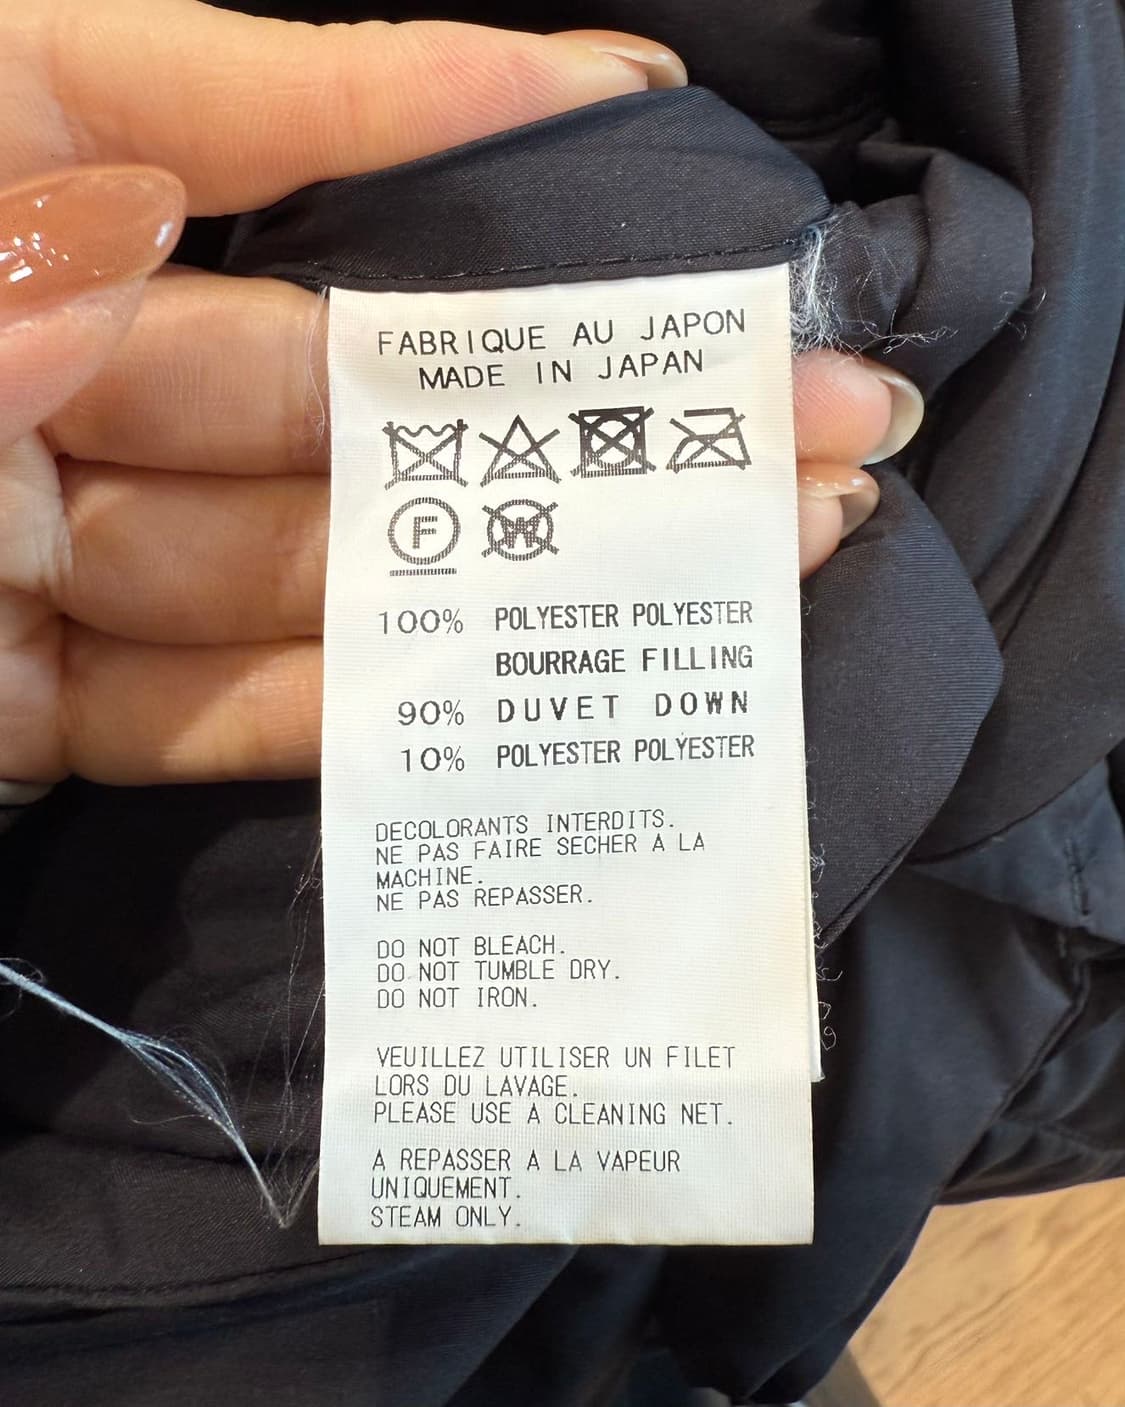 FABRIQUE AU JAPON
MADE IN JAPAN
F W
100% POLYESTER POLYESTER
BOURRAGE FILLING
90% DUVET DOWN
10% POLYESTER POLYESTER
DECOLORANTS INTERDITS.
NE PAS FAIRE SECHER A LA
MACHINE.
NE PAS REPASSER.
DO NOT BLEACH.
DO NOT TUMBLE DRY.
DO NOT IRON.
VEUILLEZ UTILISER UN FILET
LORS DU LAVAGE.
PLEASE USE A CLEANING NET.
A REPASSER A LA VAPEUR
UNIQUEMENT.
STEAM ONLY.